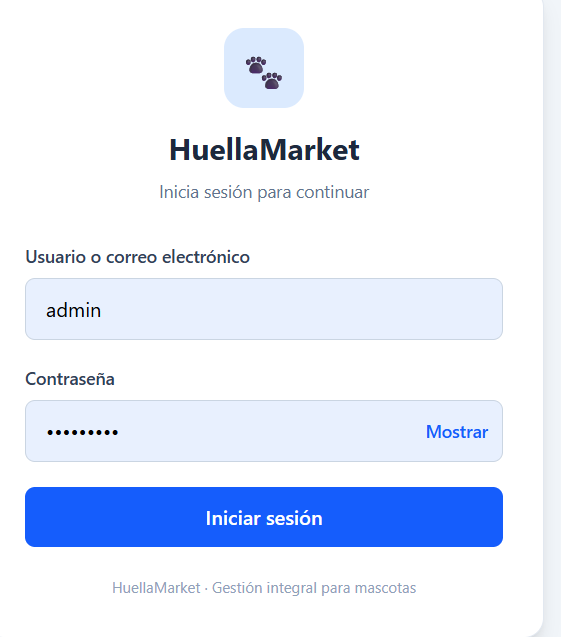 HuellaMarket
Inicia sesión para continuar
Usuario o correo electrónico
admin
Contraseña
•••••••••
Mostrar
Iniciar sesión
HuellaMarket · Gestión integral para mascotas